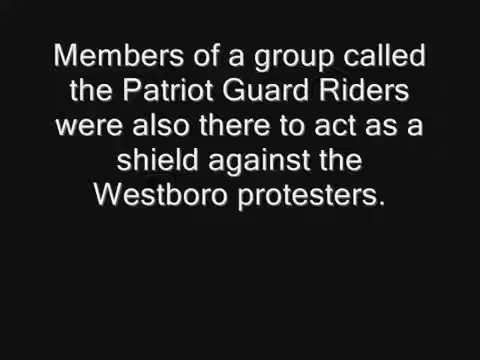 Members of a group called
the Patriot Guard Riders
were also there to act as a
shield against the
Westboro protesters.